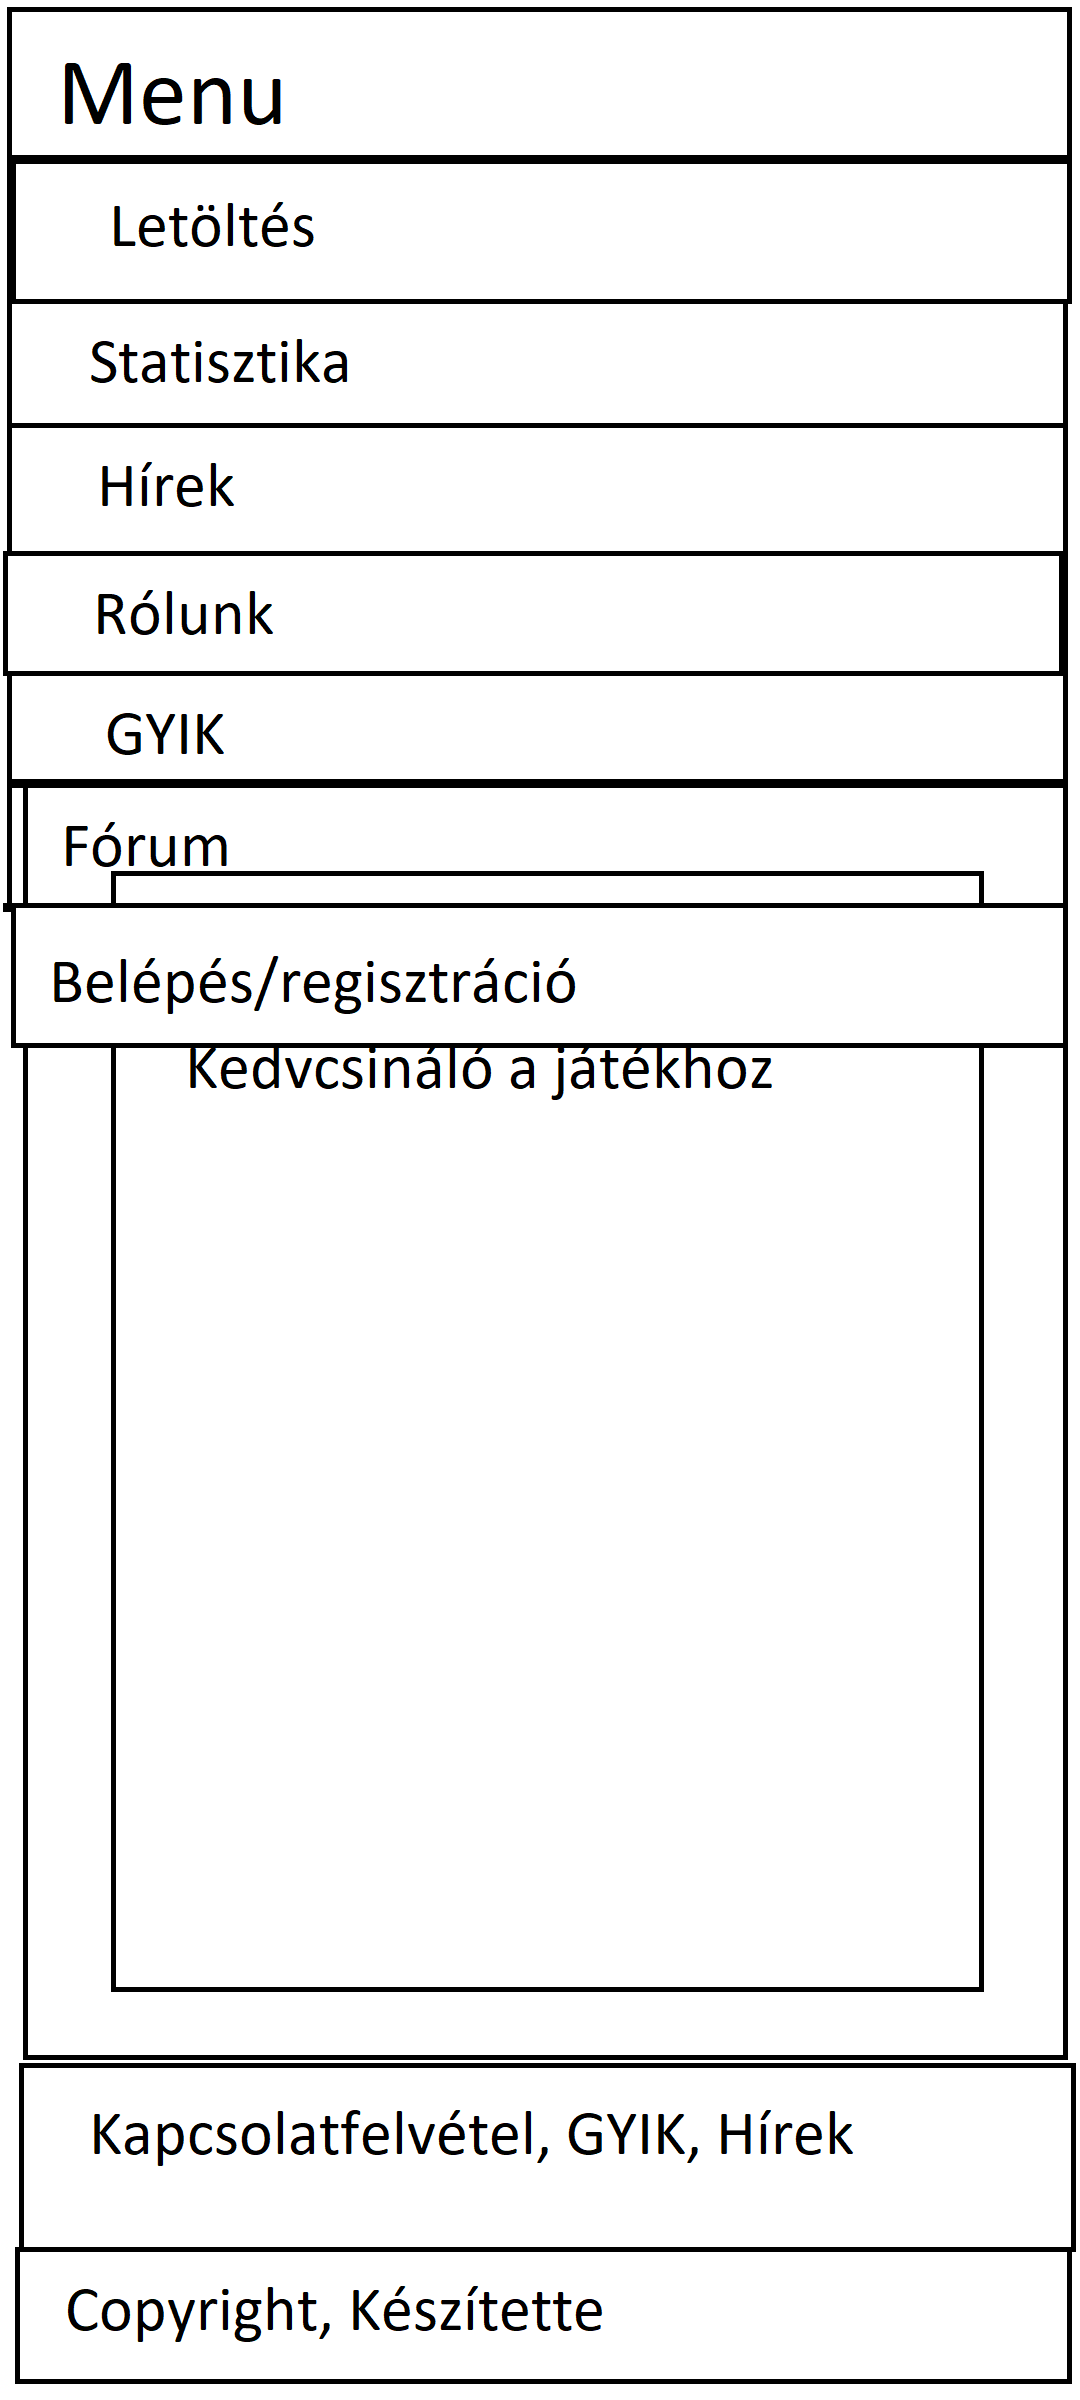 Menu
Letöltés
Statisztika
Hírek
Rólunk
GYIK
Fórum
Belépés/regisztráció
Kedvcsináló a játékhoz
Kapcsolatfelvétel, GYIK, Hírek
Copyright, Készítette